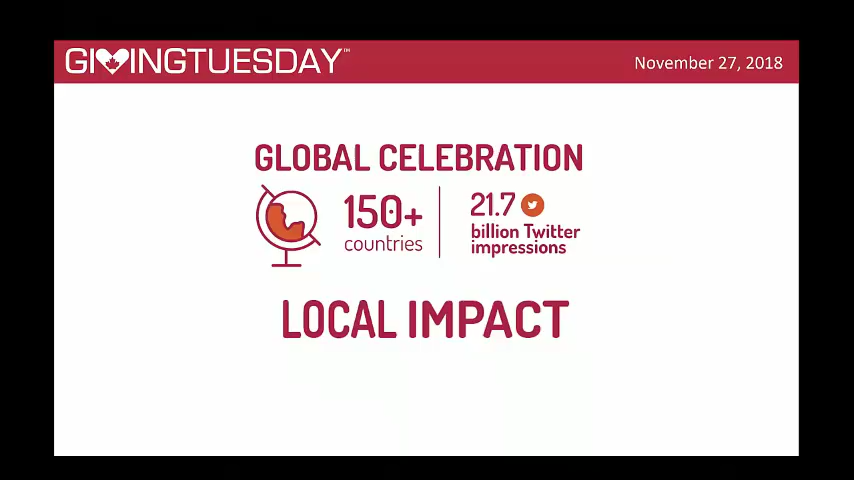 GIVINGTUESDAY™
November 27, 2018
GLOBAL CELEBRATION
150+
countries
21.7
billion Twitter
impressions
LOCAL IMPACT